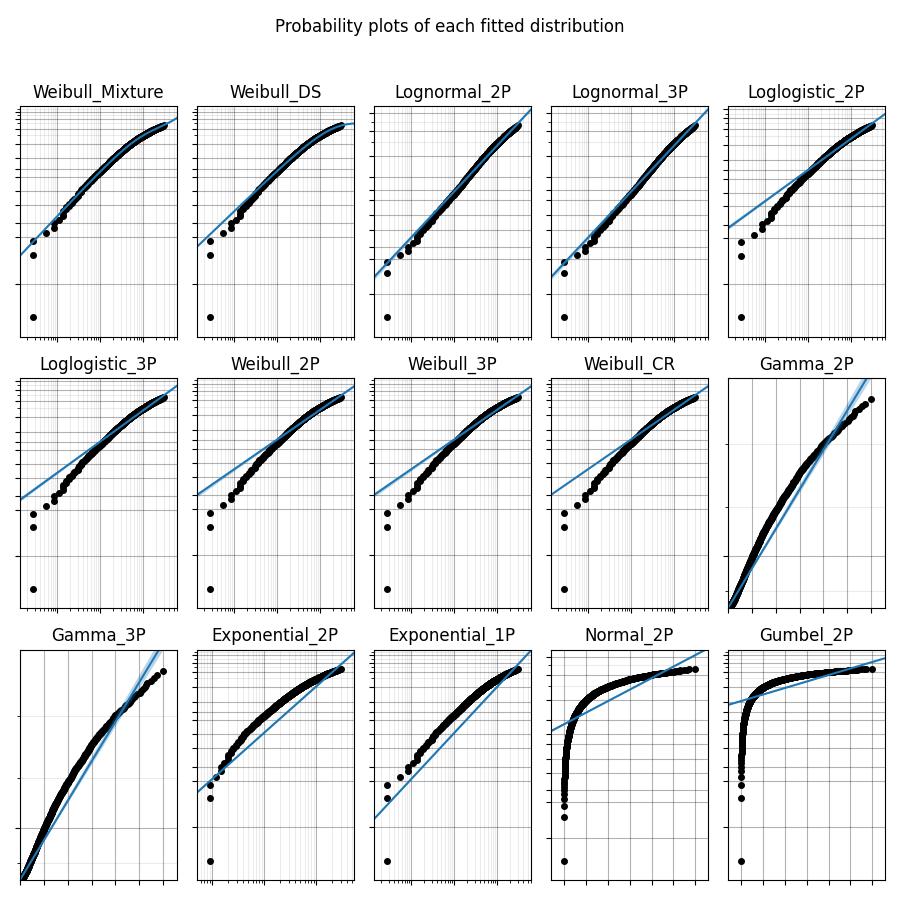 Probability plots of each fitted distribution
Weibull_Mixture
Weibull_DS
Lognormal_2P
Lognormal_3P
Loglogistic_2P
Loglogistic_3P
Weibull_2P
Weibull_3P
Weibull_CR
Gamma_2P
Gamma_3P
Exponential_2P
Exponential_1P
Normal_2P
Gumbel_2P